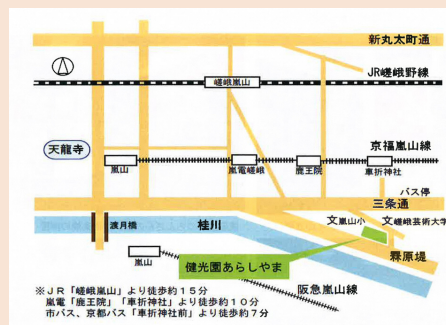 新丸太町通
JR嵯峨野線
嵯峨嵐山
天龍寺
京福嵐山線
嵐山
嵐電嵯峨
鹿王院
車折神社
バス停
三条通
文嵐山小
文嵯峨芸術大学
渡月橋
桂川
罧原堤
嵐山
健光園あらしやま
阪急嵐山線
※JR「嵯峨嵐山」より徒歩約15分
嵐電「鹿王院」「車折神社」より徒歩約10分
市バス、京都バス「車折神社前」より徒歩約7分